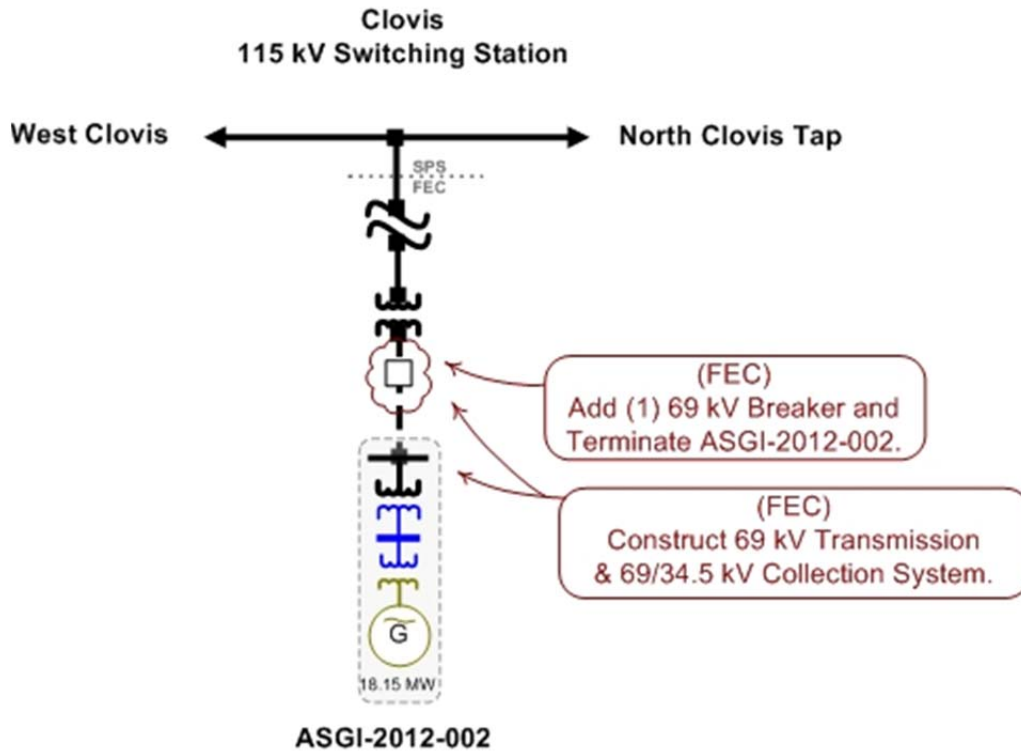 Clovis
115 kV Switching Station
West Clovis
North Clovis Tap
SPS
FEC
(FEC)
Add (1) 69 kV Breaker and
Terminate ASGI-2012-002.
(FEC)
Construct 69 kV Transmission
& 69/34.5 kV Collection System.
G
18.15 MW
ASGI-2012-002